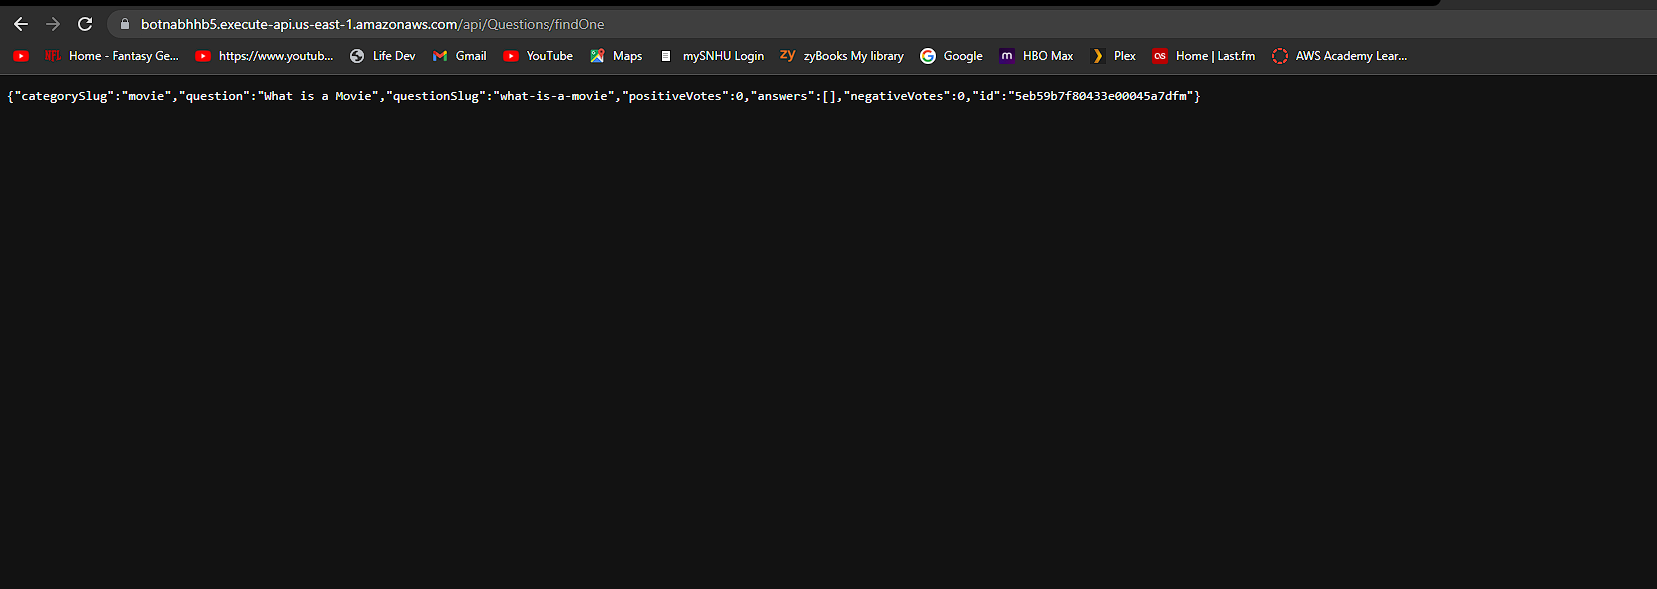 botnabhhb5.execute-api.us-east-1.amazonaws.com/api/Questions/findOne
NFL Home - Fantasy Ge... https://www.youtub... Life Dev Gmail YouTube Maps mySNHU Login zy zyBooks My library Google m HBO Max Plex Home | Last.fm AWS Academy Lear...
{"categorySlug":"movie","question":"What is a Movie","questionSlug":"what-is-a-movie","positiveVotes":0,"answers":[],"negativeVotes":0,"id":"5eb59b7f80433e00045a7dfm"}